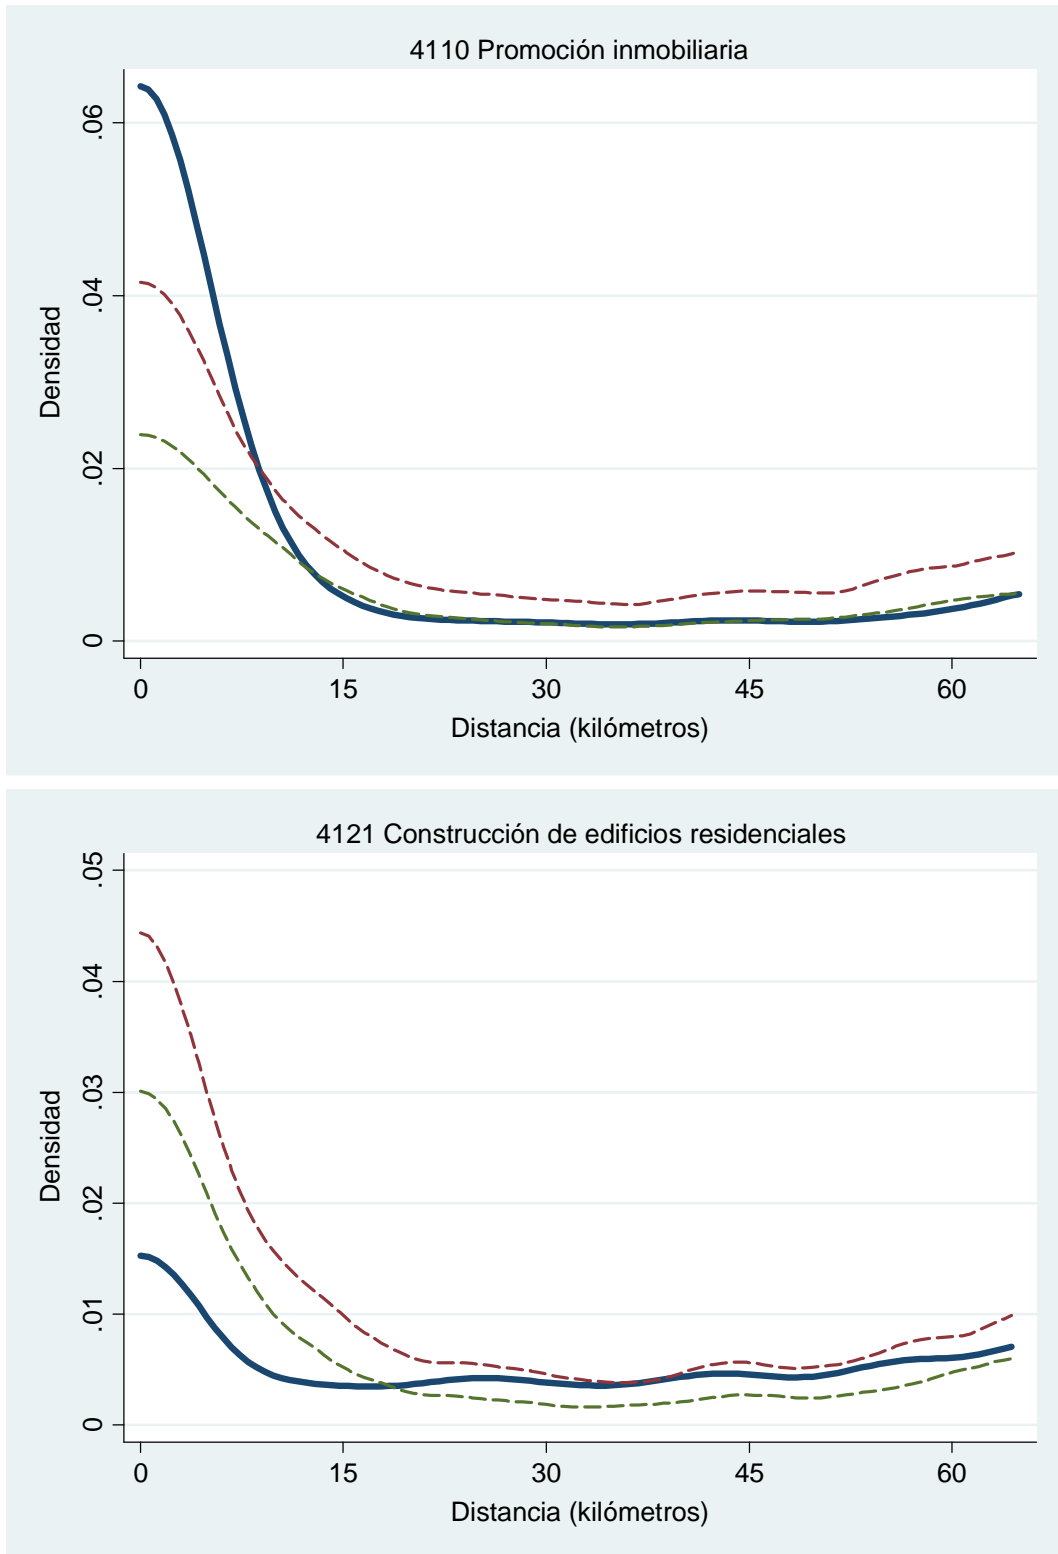 4110 Promoción inmobiliaria
.06
.04
.02
0
Densidad
0 15 30 45 60
Distancia (kilómetros)
4121 Construcción de edificios residenciales
.05
.04
.03
.02
.01
0
Densidad
0 15 30 45 60
Distancia (kilómetros)